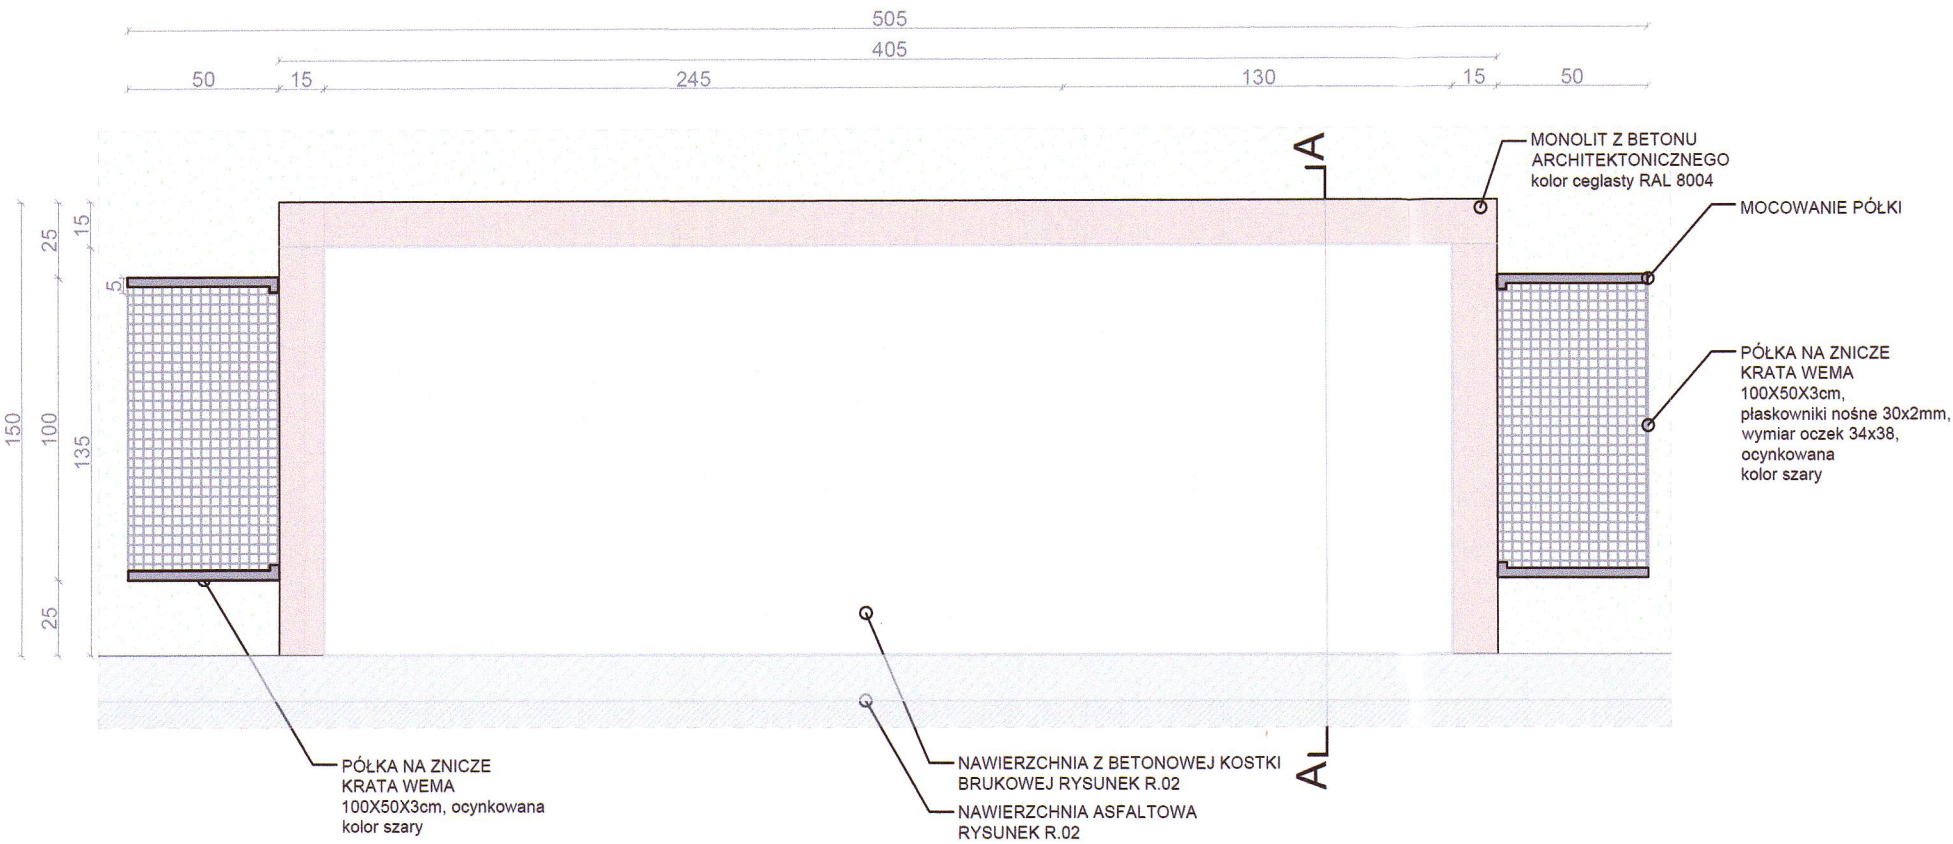 505
405
50 15 245 130 15 50
A
MONOLIT Z BETONU
ARCHITEKTONICZNEGO
kolor ceglasty RAL 8004
MOCOWANIE PÓŁKI
15
25
5
PÓŁKA NA ZNICZE
KRATA WEMA
100X50X3cm,
płaskowniki nośne 30x2mm,
wymiar oczek 34x38,
ocynkowana
kolor szary
150
100
135
25
PÓŁKA NA ZNICZE
KRATA WEMA
100X50X3cm, ocynkowana
kolor szary
NAWIERZCHNIA Z BETONOWEJ KOSTKI
BRUKOWEJ RYSUNEK R.02
NAWIERZCHNIA ASFALTOWA
RYSUNEK R.02
A